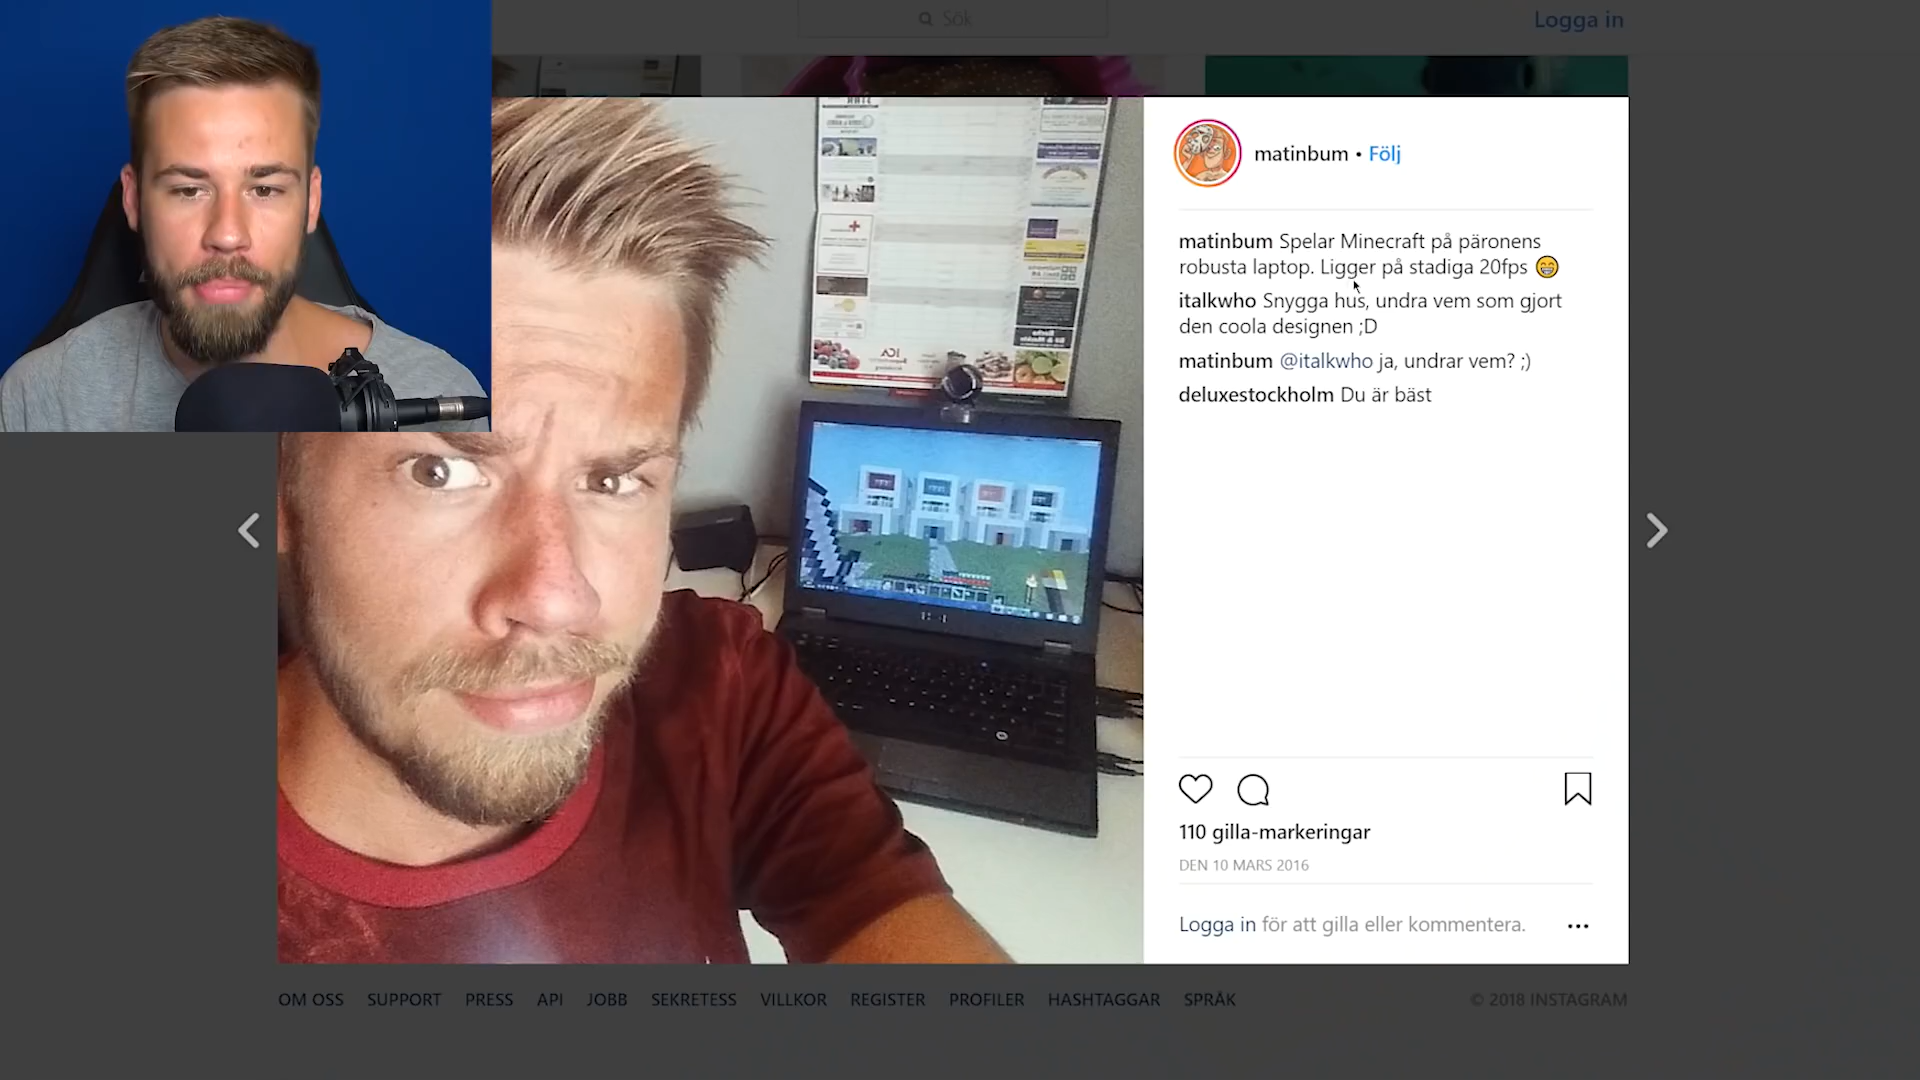 Sök
Logga in
matinbum • Följ
matinbum Spelar Minecraft på päronens
robusta laptop. Ligger på stadiga 20fps 😁
italkwho Snygga hus, undra vem som gjort
den coola designen ;D
matinbum @italkwho ja, undrar vem? ;)
deluxestockholm Du är bäst
110 gilla-markeringar
DEN 10 MARS 2016
Logga in för att gilla eller kommentera.
OM OSS SUPPORT PRESS API JOBB SEKRETESS VILLKOR REGISTER PROFILER HASHTAGGAR SPRÅK © 2018 INSTAGRAM
ICA